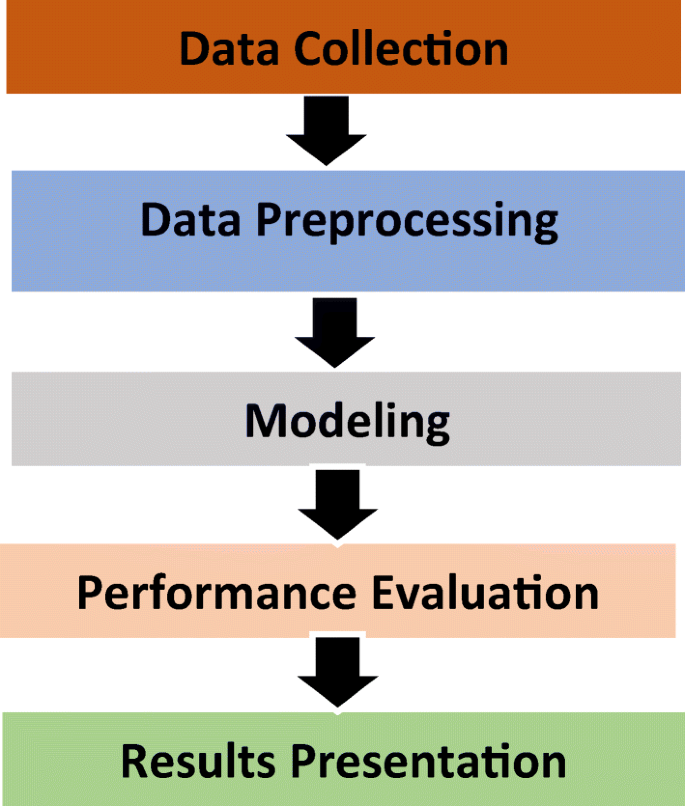 Data Collection
Data Preprocessing
Modeling
Performance Evaluation
Results Presentation